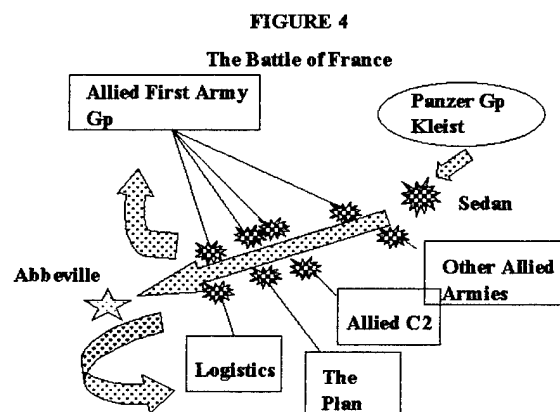 FIGURE 4
The Battle of France
Allied First Army
Gp
Panzer Gp
Kleist
Sedan
Abbeville
Other Allied
Armies
Allied C2
Logistics
The
Plan